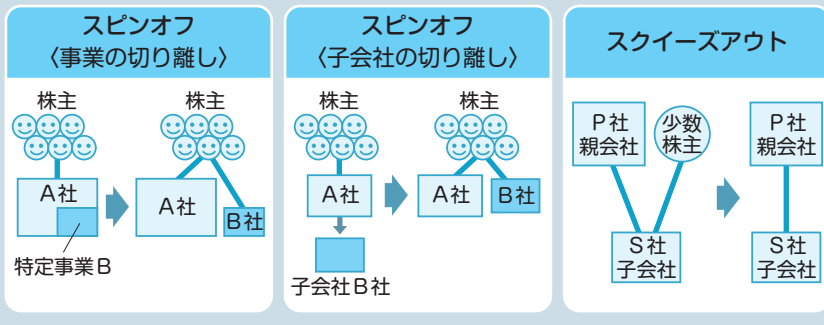 スピンオフ
〈事業の切り離し〉
株主
株主
A社
特定事業B
A社
B社
スピンオフ
〈子会社の切り離し〉
株主
株主
A社
子会社B社
A社
B社
スクイーズアウト
P社
親会社
少数
株主
S社
子会社
P社
親会社
S社
子会社